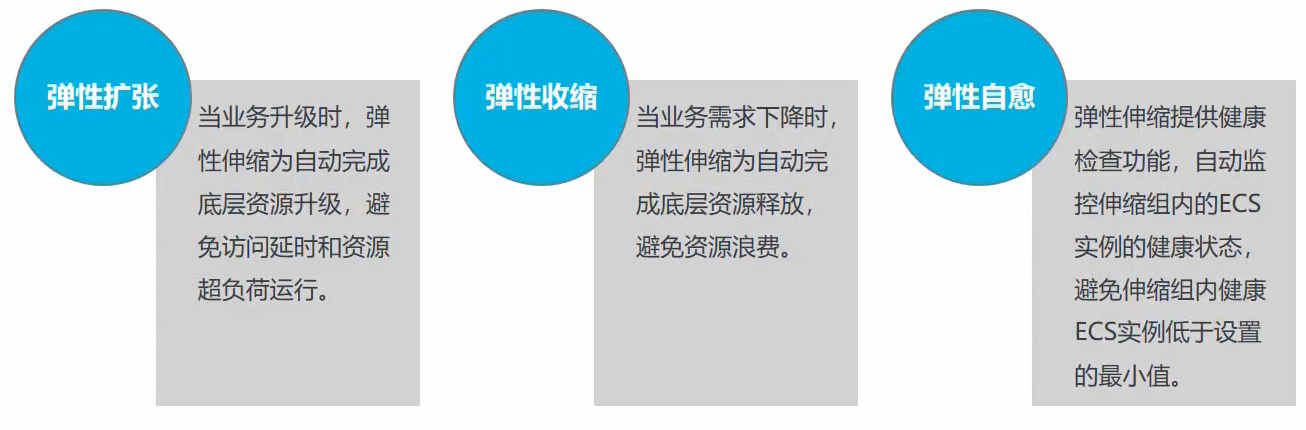 弹性扩张
当业务升级时，弹
性伸缩为自动完成
底层资源升级，避
免访问延时和资源
超负荷运行。
弹性收缩
当业务需求下降时，
弹性伸缩为自动完
成底层资源释放，
避免资源浪费。
弹性自愈
弹性伸缩提供健康
检查功能，自动监
控伸缩组内的ECS
实例的健康状态，
避免伸缩组内健康
ECS实例低于设置
的最小值。